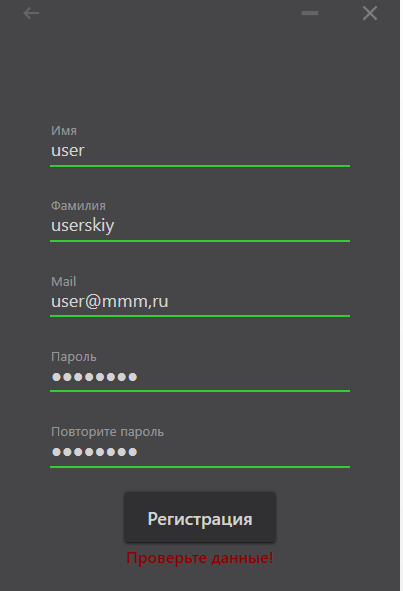 Имя
user
Фамилия
userskiy
Mail
user@mmm,ru
Пароль
●●●●●●●●
Повторите пароль
●●●●●●●●
Регистрация
Проверьте данные!